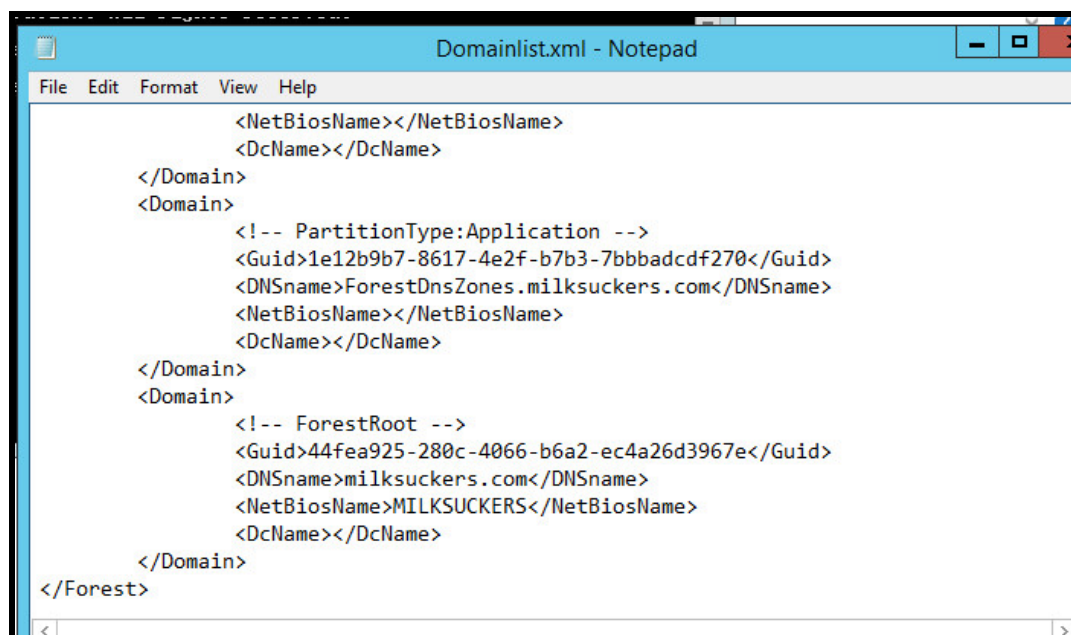 Domainlist.xml - Notepad
File Edit Format View Help
<NetBiosName></NetBiosName>
<DcName></DcName>
</Domain>
<Domain>
<!-- PartitionType:Application -->
<Guid>1e12b9b7-8617-4e2f-b7b3-7bbbadcdf270</Guid>
<DNSname>ForestDnsZones.milksuckers.com</DNSname>
<NetBiosName></NetBiosName>
<DcName></DcName>
</Domain>
<Domain>
<!-- ForestRoot -->
<Guid>44fea925-280c-4066-b6a2-ec4a26d3967e</Guid>
<DNSname>milksuckers.com</DNSname>
<NetBiosName>MILKSUCKERS</NetBiosName>
<DcName></DcName>
</Domain>
</Forest>